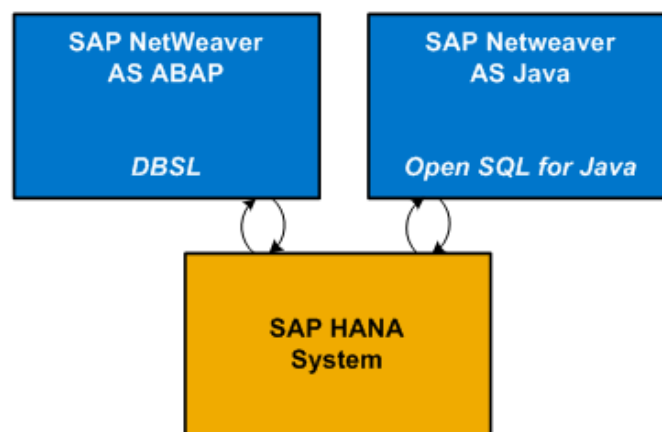 SAP NetWeaver
AS ABAP
DBSL
SAP Netweaver
AS Java
Open SQL for Java
SAP HANA
System